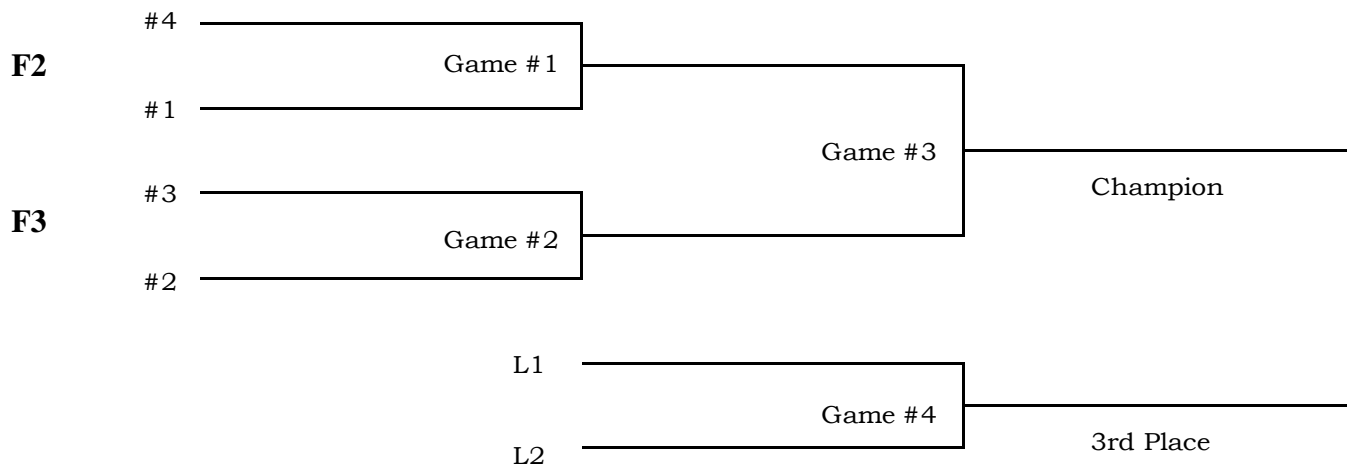 #4
F2
Game #1
#1
Game #3
#3
Champion
F3
Game #2
#2
L1
Game #4
3rd Place
L2